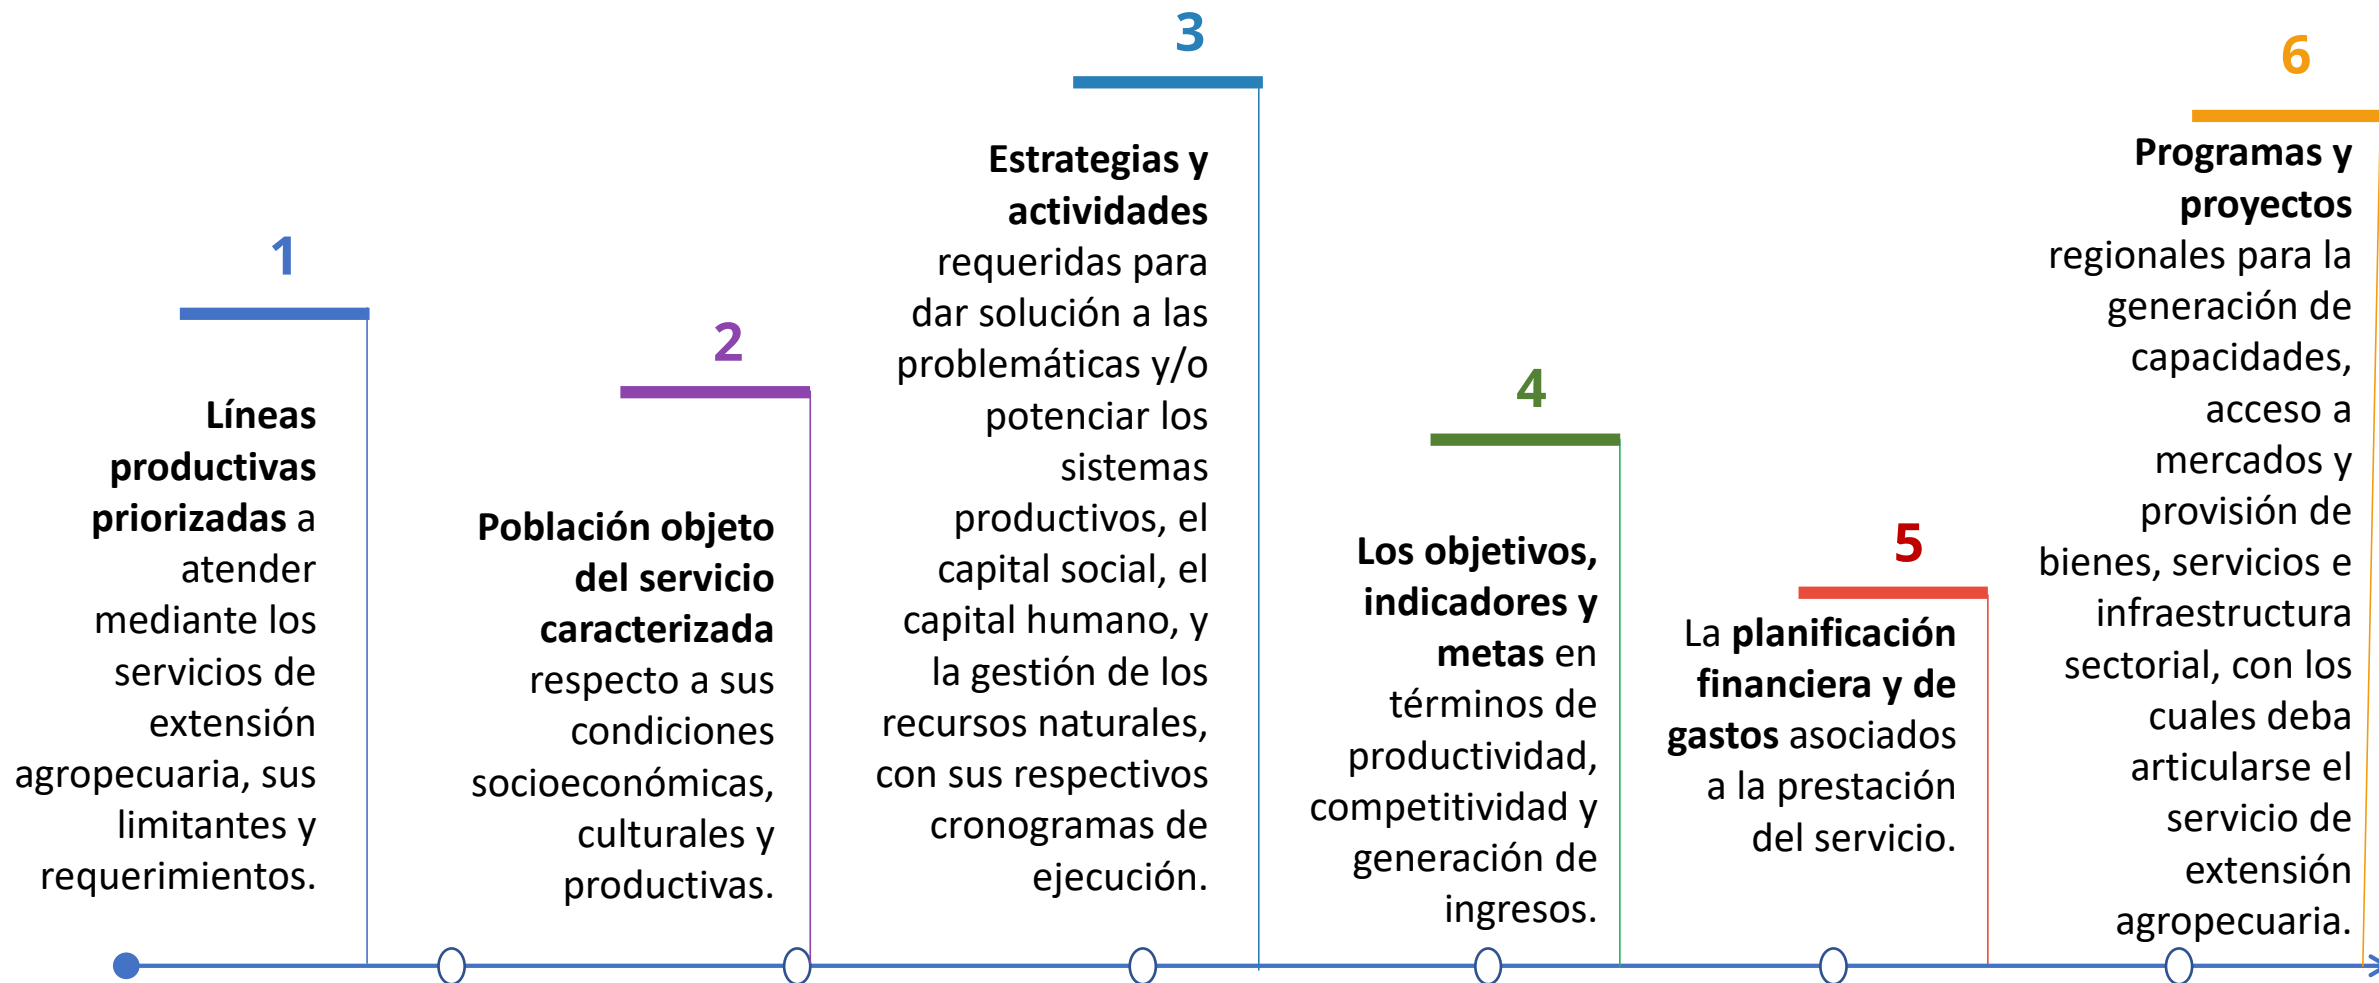 1
Líneas
productivas
priorizadas a
atender
mediante los
servicios de
extensión
agropecuaria, sus
limitantes y
requerimientos.
2
Población objeto
del servicio
caracterizada
respecto a sus
condiciones
socioeconómicas,
culturales y
productivas.
3
Estrategias y
actividades
requeridas para
dar solución a las
problemáticas y/o
potenciar los
sistemas
productivos, el
capital social, el
capital humano, y
la gestión de los
recursos naturales,
con sus respectivos
cronogramas de
ejecución.
4
Los objetivos,
indicadores y
metas en
términos de
productividad,
competitividad y
generación de
ingresos.
5
La planificación
financiera y de
gastos asociados
a la prestación
del servicio.
6
Programas y
proyectos
regionales para la
generación de
capacidades,
acceso a
mercados y
provisión de
bienes, servicios e
infraestructura
sectorial, con los
cuales deba
articularse el
servicio de
extensión
agropecuaria.